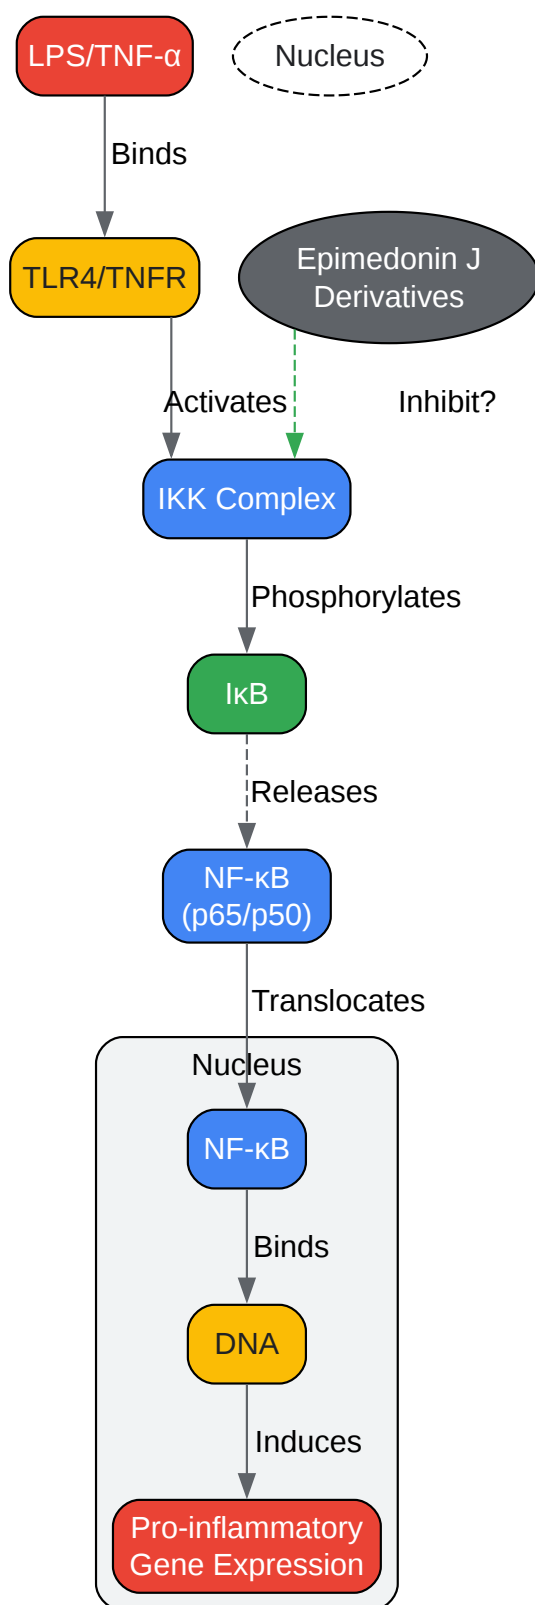 LPS/TNF-α
Nucleus
Binds
TLR4/TNFR
Epimedonin J
Derivatives
Activates
Inhibit?
IKK Complex
Phosphorylates
IκB
Releases
NF-κB
(p65/p50)
Translocates
Nucleus
NF-κB
Binds
DNA
Induces
Pro-inflammatory
Gene Expression